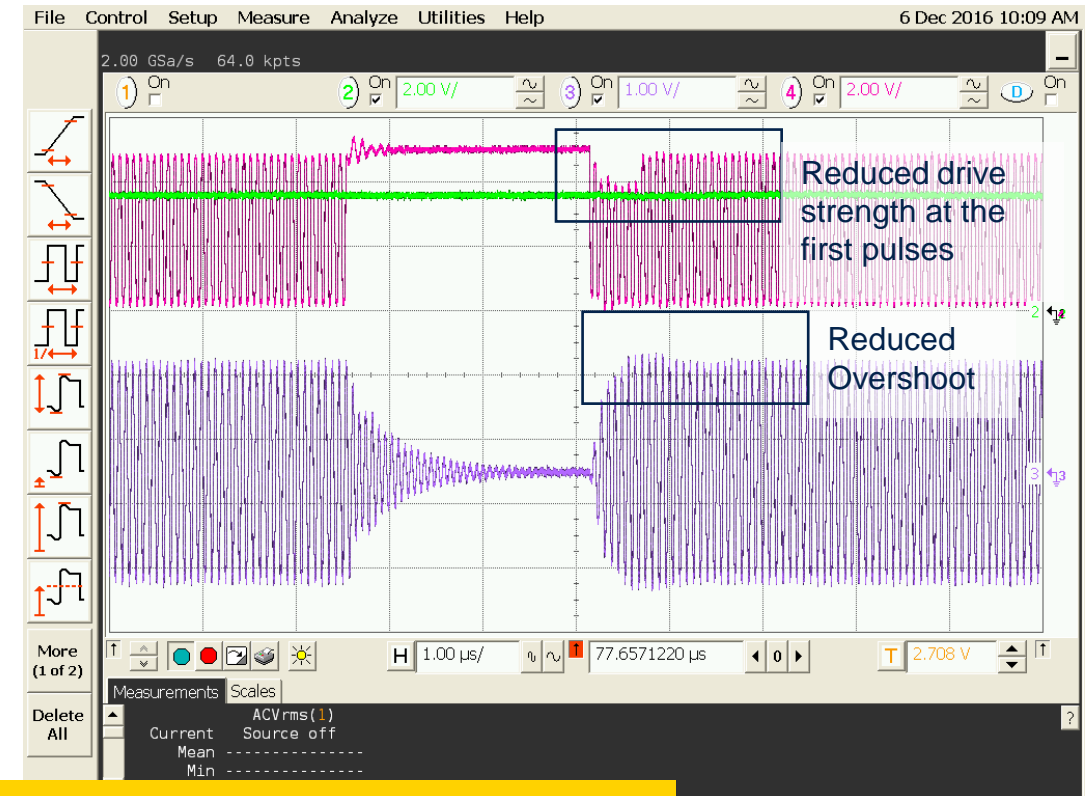 File Control Setup Measure Analyze Utilities Help 6 Dec 2016 10:09 AM
2.00 GSa/s 64.0 kpts
1 On 2 On 2.00 V/ 3 On 1.00 V/ 4 On 2.00 V/ D On
Reduced drive
strength at the
first pulses
2
Reduced
Overshoot
3 3
1/
More
(1 of 2)
Delete
All
H 1.00 µs/ 77.6571220 µs 0 T 2.708 V
Measurements Scales
ACVrms(1)
?
Current Source off
Mean ---------------
Min ---------------